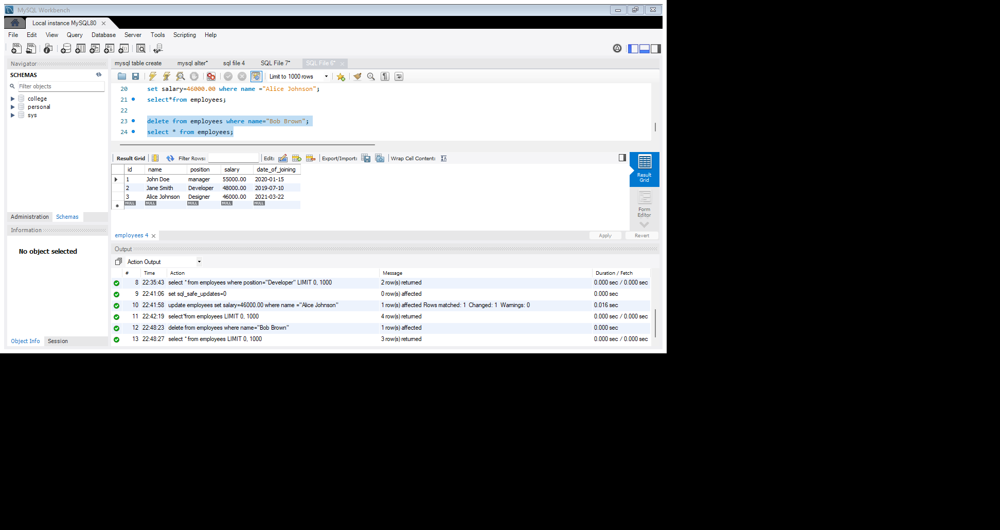 MySQL Workbench
Local instance MySQL80
File Edit View Query Database Server Tools Scripting Help
Navigator
SCHEMAS
Filter objects
college
personal
sys
Administration Schemas
Information
No object selected
Object Info Session
mysql table create mysql alter* sql file 4 SQL File 7* SQL File 6*
Limit to 1000 rows
20 set salary=46000.00 where name ="Alice Johnson";
21 select*from employees;
22
23 delete from employees where name="Bob Brown";
24 select * from employees;
Result Grid Filter Rows: Edit: Export/Import: Wrap Cell Content:
id name position salary date_of_joining
1 John Doe manager 55000.00 2020-01-15
2 Jane Smith Developer 48000.00 2019-07-10
3 Alice Johnson Designer 46000.00 2021-03-22
NULL NULL NULL NULL NULL
Result
Grid
Form
Editor
employees 4
Apply Revert
Output
Action Output
# Time Action Message Duration / Fetch
8 22:35:43 select * from employees where position="Developer" LIMIT 0, 1000 2 row(s) returned 0.000 sec / 0.000 sec
9 22:41:06 set sql_safe_updates=0 0 row(s) affected 0.000 sec
10 22:41:58 update employees set salary=46000.00 where name ="Alice Johnson" 1 row(s) affected Rows matched: 1 Changed: 1 Warnings: 0 0.016 sec
11 22:42:19 select*from employees LIMIT 0, 1000 4 row(s) returned 0.000 sec / 0.000 sec
12 22:48:23 delete from employees where name="Bob Brown" 1 row(s) affected 0.000 sec
13 22:48:27 select * from employees LIMIT 0, 1000 3 row(s) returned 0.000 sec / 0.000 sec